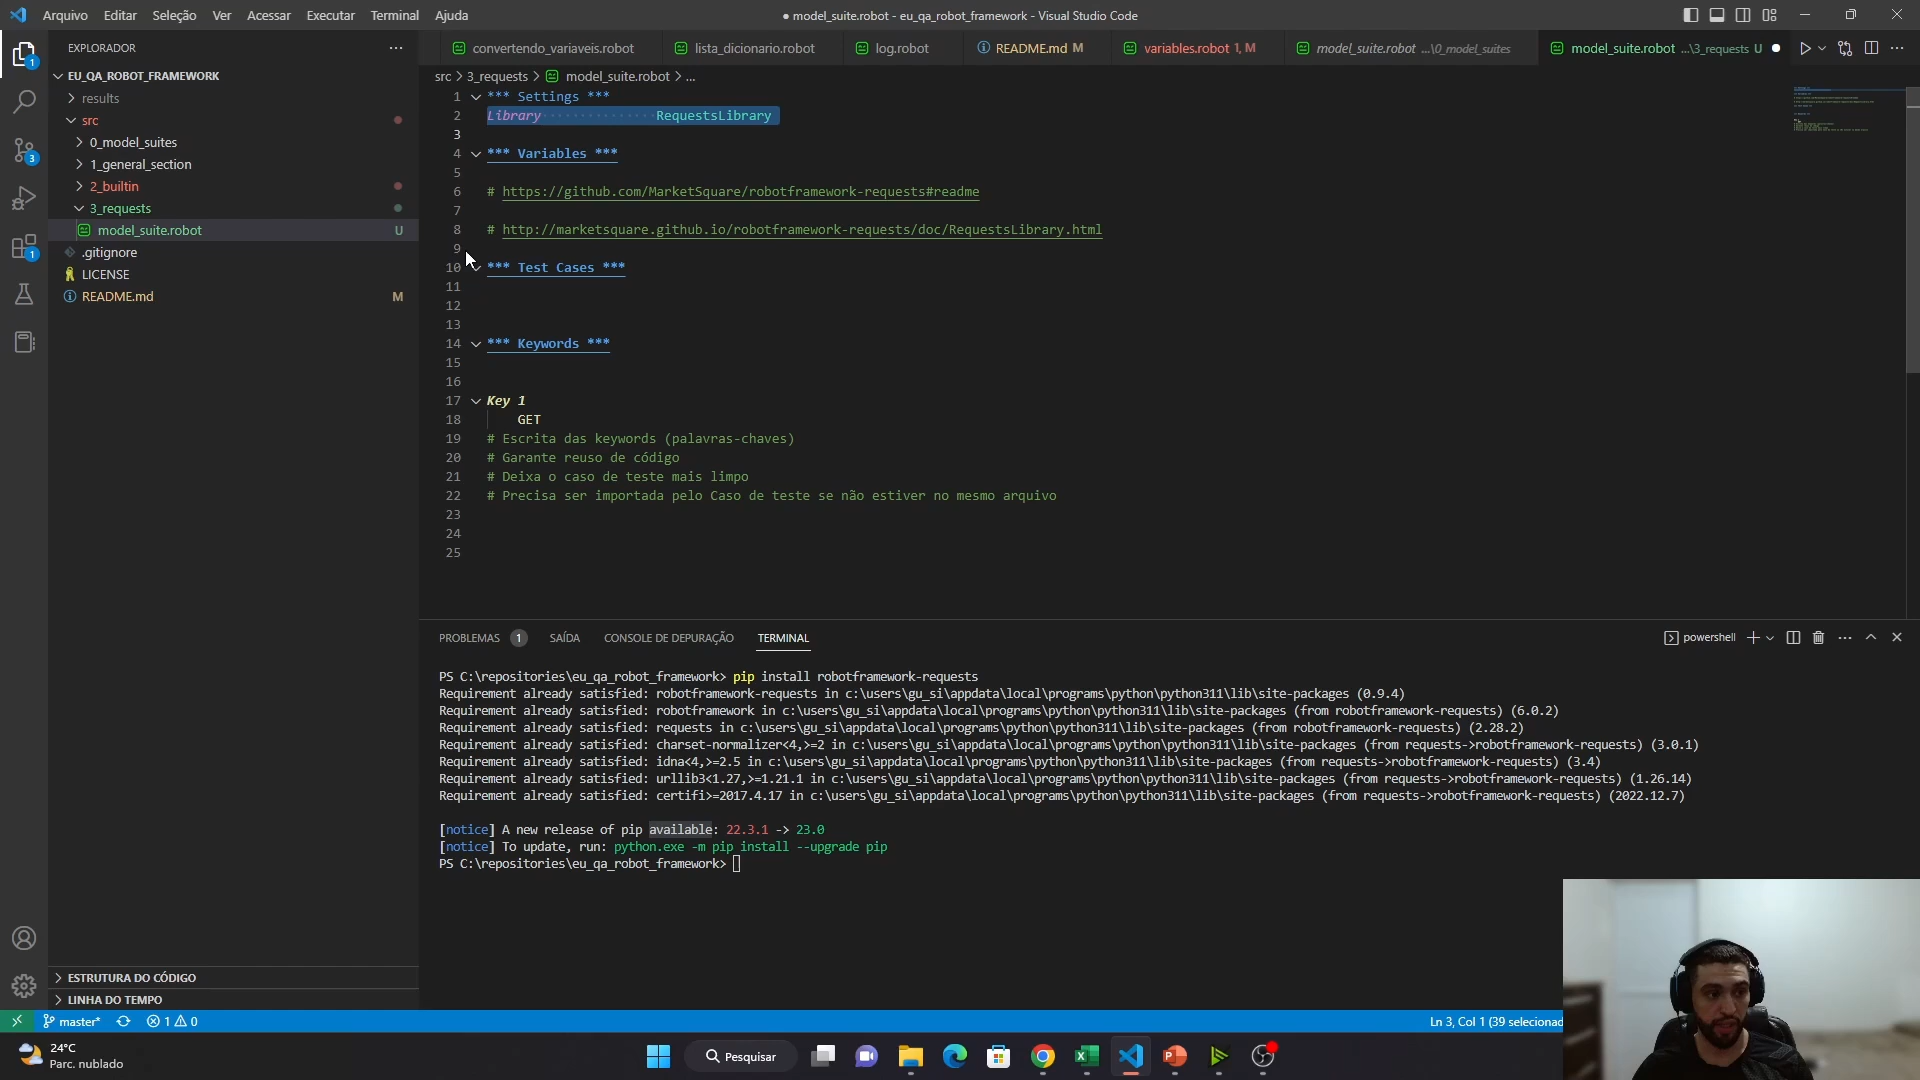 Arquivo Editar Seleção Ver Acessar Executar Terminal Ajuda
● model_suite.robot - eu_qa_robot_framework - Visual Studio Code
EXPLORADOR
convertendo_variaveis.robot lista_dicionario.robot log.robot README.md M variables.robot 1, M model_suite.robot ...\0_model_suites model_suite.robot ...\3_requests U
EU_QA_ROBOT_FRAMEWORK
results
src
0_model_suites
1_general_section
2_builtin
3_requests
model_suite.robot U
.gitignore
LICENSE
README.md M
ESTRUTURA DO CÓDIGO
LINHA DO TEMPO
src > 3_requests > model_suite.robot > ...
1 *** Settings ***
2 Library RequestsLibrary
3
4 *** Variables ***
5
6 # https://github.com/MarketSquare/robotframework-requests#readme
7
8 # http://marketsquare.github.io/robotframework-requests/doc/RequestsLibrary.html
9
10 *** Test Cases ***
11
12
13
14 *** Keywords ***
15
16
17 Key 1
18 GET
19 # Escrita das keywords (palavras-chaves)
20 # Garante reuso de código
21 # Deixa o caso de teste mais limpo
22 # Precisa ser importada pelo Caso de teste se não estiver no mesmo arquivo
23
24
25
PROBLEMAS 1 SAÍDA CONSOLE DE DEPURAÇÃO TERMINAL
powershell
PS C:\repositories\eu_qa_robot_framework> pip install robotframework-requests
Requirement already satisfied: robotframework-requests in c:\users\gu_si\appdata\local\programs\python\python311\lib\site-packages (0.9.4)
Requirement already satisfied: robotframework in c:\users\gu_si\appdata\local\programs\python\python311\lib\site-packages (from robotframework-requests) (6.0.2)
Requirement already satisfied: requests in c:\users\gu_si\appdata\local\programs\python\python311\lib\site-packages (from robotframework-requests) (2.28.2)
Requirement already satisfied: charset-normalizer<4,>=2 in c:\users\gu_si\appdata\local\programs\python\python311\lib\site-packages (from requests->robotframework-requests) (3.0.1)
Requirement already satisfied: idna<4,>=2.5 in c:\users\gu_si\appdata\local\programs\python\python311\lib\site-packages (from requests->robotframework-requests) (3.4)
Requirement already satisfied: urllib3<1.27,>=1.21.1 in c:\users\gu_si\appdata\local\programs\python\python311\lib\site-packages (from requests->robotframework-requests) (1.26.14)
Requirement already satisfied: certifi>=2017.4.17 in c:\users\gu_si\appdata\local\programs\python\python311\lib\site-packages (from requests->robotframework-requests) (2022.12.7)
[notice] A new release of pip available: 22.3.1 -> 23.0
[notice] To update, run: python.exe -m pip install --upgrade pip
PS C:\repositories\eu_qa_robot_framework>
1
3
1
master* 1 0
Ln 3, Col 1 (39 selecionad
24°C
Parc. nublado
Pesquisar